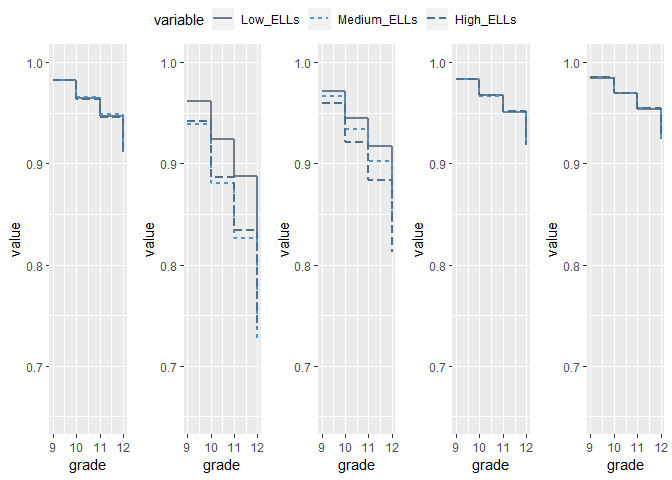 variable Low_ELLs Medium_ELLs High_ELLs
1.0 1.0 1.0 1.0 1.0
0.9 0.9 0.9 0.9 0.9
value value value value value
0.8 0.8 0.8 0.8 0.8
0.7 0.7 0.7 0.7 0.7
9 10 11 12 9 10 11 12 9 10 11 12 9 10 11 12 9 10 11 12
grade grade grade grade grade